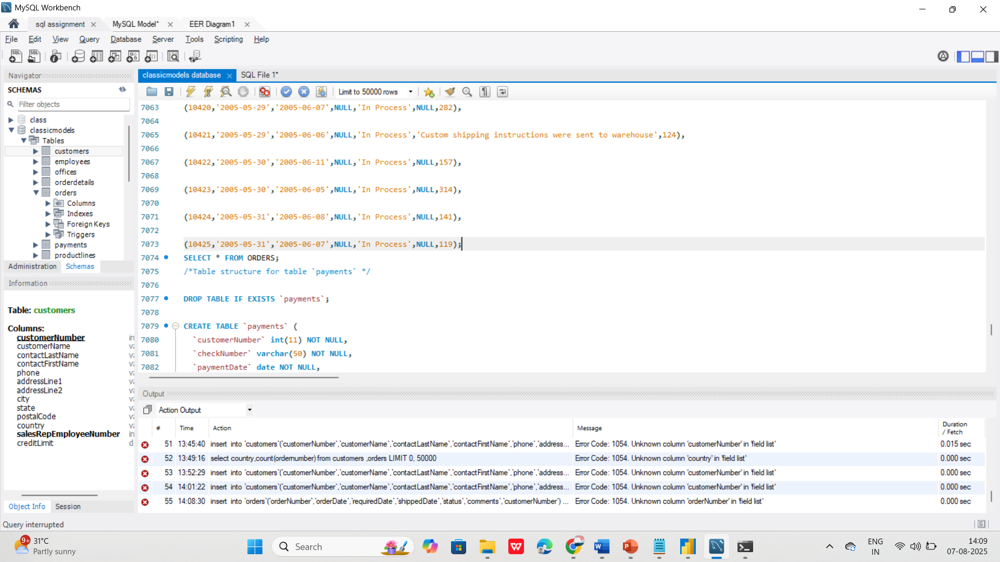 MySQL Workbench
sql assignment
MySQL Model*
EER Diagram1
File Edit View Query Database Server Tools Scripting Help
Navigator
classicmodels database
SQL File 1*
SCHEMAS
Filter objects
Limit to 50000 rows
class
classicmodels
Tables
customers
employees
offices
orderdetails
orders
Columns
Indexes
Foreign Keys
Triggers
payments
productlines
Administration Schemas
Information
Table: customers
Columns:
customerNumber in
customerName va
contactLastName va
contactFirstName va
phone va
addressLine1 va
addressLine2 va
city va
state va
postalCode va
country va
salesRepEmployeeNumber in
creditLimit d
Object Info Session
7063 (10420,'2005-05-29','2005-06-07',NULL,'In Process',NULL,282),
7064
7065 (10421,'2005-05-29','2005-06-06',NULL,'In Process','Custom shipping instructions were sent to warehouse',124),
7066
7067 (10422,'2005-05-30','2005-06-11',NULL,'In Process',NULL,157),
7068
7069 (10423,'2005-05-30','2005-06-05',NULL,'In Process',NULL,314),
7070
7071 (10424,'2005-05-31','2005-06-08',NULL,'In Process',NULL,141),
7072
7073 (10425,'2005-05-31','2005-06-07',NULL,'In Process',NULL,119);
7074 SELECT * FROM ORDERS;
7075 /*Table structure for table `payments` */
7076
7077 DROP TABLE IF EXISTS `payments`;
7078
7079 CREATE TABLE `payments` (
7080 `customerNumber` int(11) NOT NULL,
7081 `checkNumber` varchar(50) NOT NULL,
7082 `paymentDate` date NOT NULL,
Output
Action Output
# Time Action Message Duration / Fetch
51 13:45:40 insert into `customers`(`customerNumber`,`customerName`,`contactLastName`,`contactFirstName`,`phone`,`address... Error Code: 1054. Unknown column 'customerNumber' in 'field list' 0.015 sec
52 13:49:16 select country,count(ordernumber) from customers ,orders LIMIT 0, 50000 Error Code: 1054. Unknown column 'country' in 'field list' 0.000 sec
53 13:52:29 insert into `customers`(`customerNumber`,`customerName`,`contactLastName`,`contactFirstName`,`phone`,`address... Error Code: 1054. Unknown column 'customerNumber' in 'field list' 0.000 sec
54 14:01:22 insert into `customers`(`customerNumber`,`customerName`,`contactLastName`,`contactFirstName`,`phone`,`address... Error Code: 1054. Unknown column 'customerNumber' in 'field list' 0.000 sec
55 14:08:30 insert into `orders`(`orderNumber`,`orderDate`,`requiredDate`,`shippedDate`,`status`,`comments`,`customerNumber`) ... Error Code: 1054. Unknown column 'orderNumber' in 'field list' 0.000 sec
Query interrupted
9+
31°C
Partly sunny
Search
ENG
IN
14:09
07-08-2025